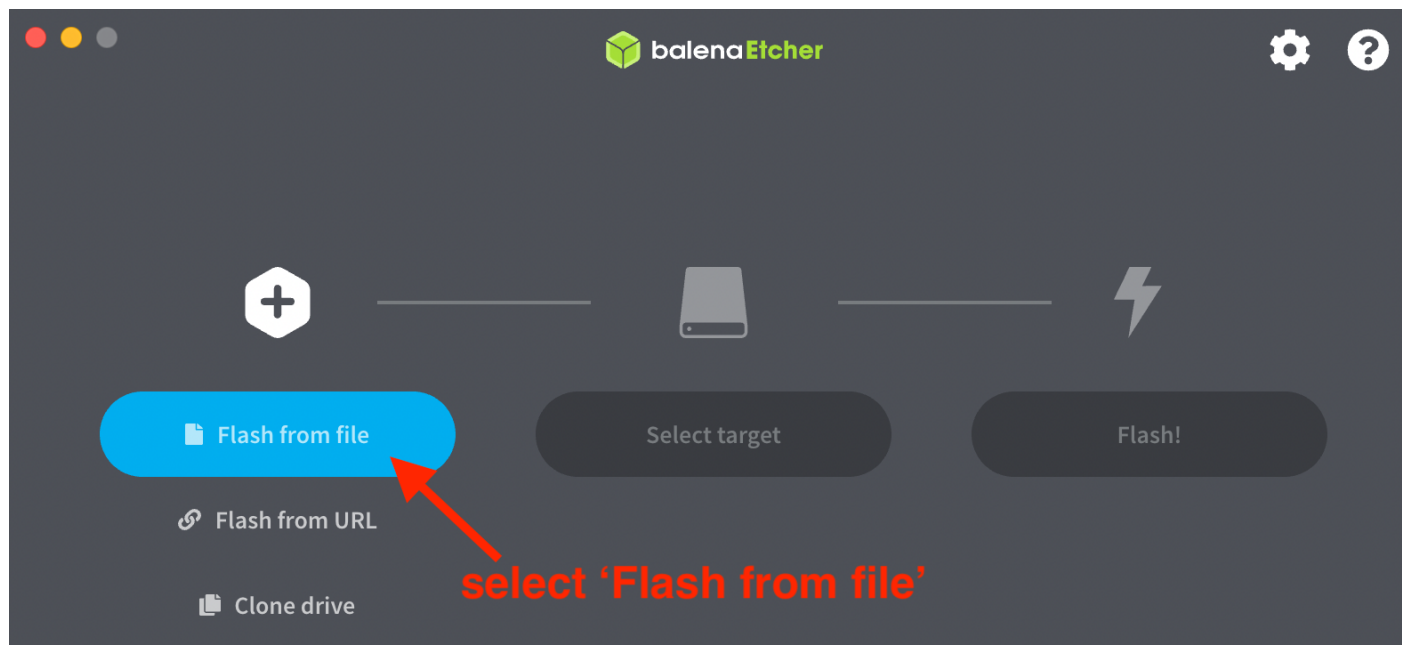 balenaEtcher
Flash from file
Select target
Flash!
Flash from URL
select ‘Flash from file’
Clone drive